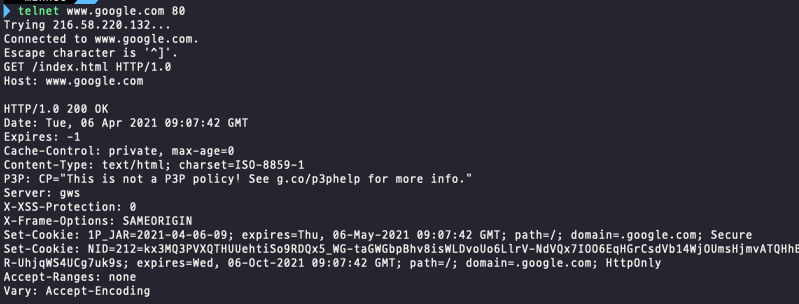 telnet www.google.com 80
Trying 216.58.220.132...
Connected to www.google.com.
Escape character is '^]'.
GET /index.html HTTP/1.0
Host: www.google.com
HTTP/1.0 200 OK
Date: Tue, 06 Apr 2021 09:07:42 GMT
Expires: -1
Cache-Control: private, max-age=0
Content-Type: text/html; charset=ISO-8859-1
P3P: CP="This is not a P3P policy! See g.co/p3phelp for more info."
Server: gws
X-XSS-Protection: 0
X-Frame-Options: SAMEORIGIN
Set-Cookie: 1P_JAR=2021-04-06-09; expires=Thu, 06-May-2021 09:07:42 GMT; path=/; domain=.google.com; Secure
Set-Cookie: NID=212=kx3MQ3PVXQTHUUehtiSo9RDQx5_WG-taGWGbpBhv8isWLDvoUo6LlrV-NdVQx7IOO6EqHGrCsdVb14WjOUmsHjmvATQHhE
R-UhjqWS4UCg7uk9s; expires=Wed, 06-Oct-2021 09:07:42 GMT; path=/; domain=.google.com; HttpOnly
Accept-Ranges: none
Vary: Accept-Encoding